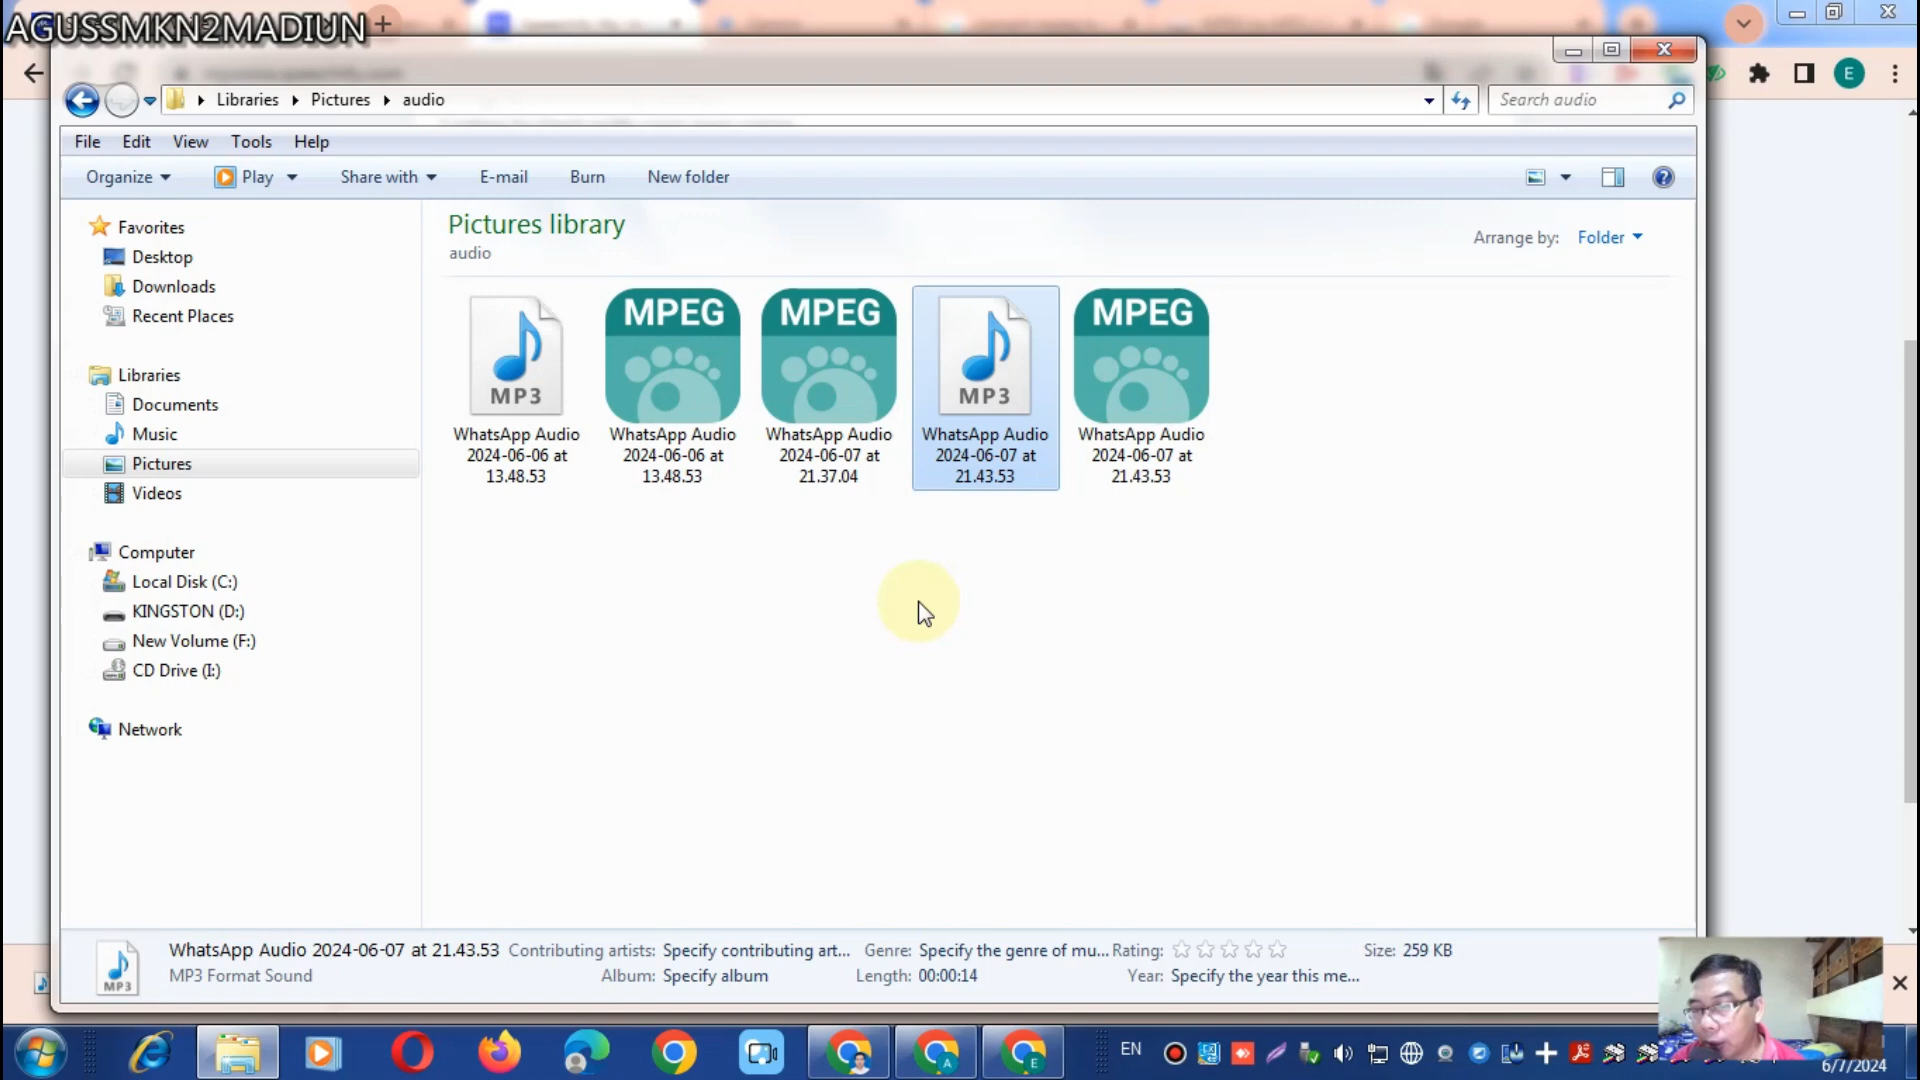 AGUSSMKN2MADIUN
E
Libraries
Pictures
audio
Search audio
File
Edit
View
Tools
Help
Organize
Play
Share with
E-mail
Burn
New folder
Pictures library
audio
Arrange by:
Folder
Favorites
Desktop
Downloads
Recent Places
Libraries
Documents
Music
Pictures
Videos
Computer
Local Disk (C:)
KINGSTON (D:)
New Volume (F:)
CD Drive (I:)
Network
MP3
WhatsApp Audio
2024-06-06 at
13.48.53
MPEG
WhatsApp Audio
2024-06-06 at
13.48.53
MPEG
WhatsApp Audio
2024-06-07 at
21.37.04
MP3
WhatsApp Audio
2024-06-07 at
21.43.53
MPEG
WhatsApp Audio
2024-06-07 at
21.43.53
MP3
WhatsApp Audio 2024-06-07 at 21.43.53
MP3 Format Sound
Contributing artists: Specify contributing art...
Album: Specify album
Genre: Specify the genre of mu...
Length: 00:00:14
Rating:
Year: Specify the year this me...
Size: 259 KB
A
E
EN
6/7/2024